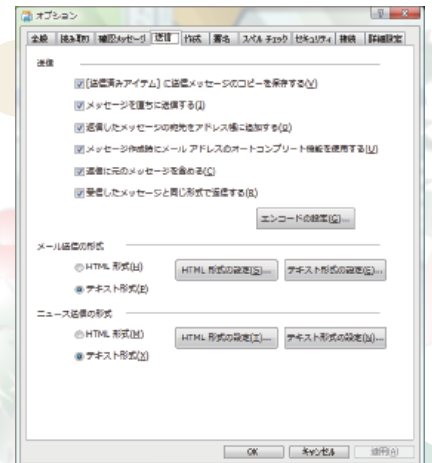 オプション
全般 読み取り 確認メッセージ 送信 作成 署名 スペル チェック セキュリティ 接続 詳細設定
送信
[送信済みアイテム] に送信メッセージのコピーを保存する(V)
メッセージを直ちに送信する(I)
返信したメッセージの宛先をアドレス帳に追加する(O)
メッセージ作成時にメール アドレスのオートコンプリート機能を使用する(U)
返信に元のメッセージを含める(C)
受信したメッセージと同じ形式で返信する(R)
エンコードの設定(G)...
メール送信の形式
HTML 形式(H) HTML 形式の設定(S)... テキスト形式の設定(E)...
テキスト形式(P)
ニュース送信の形式
HTML 形式(M) HTML 形式の設定(T)... テキスト形式の設定(N)...
テキスト形式(X)
OK キャンセル 適用(A)